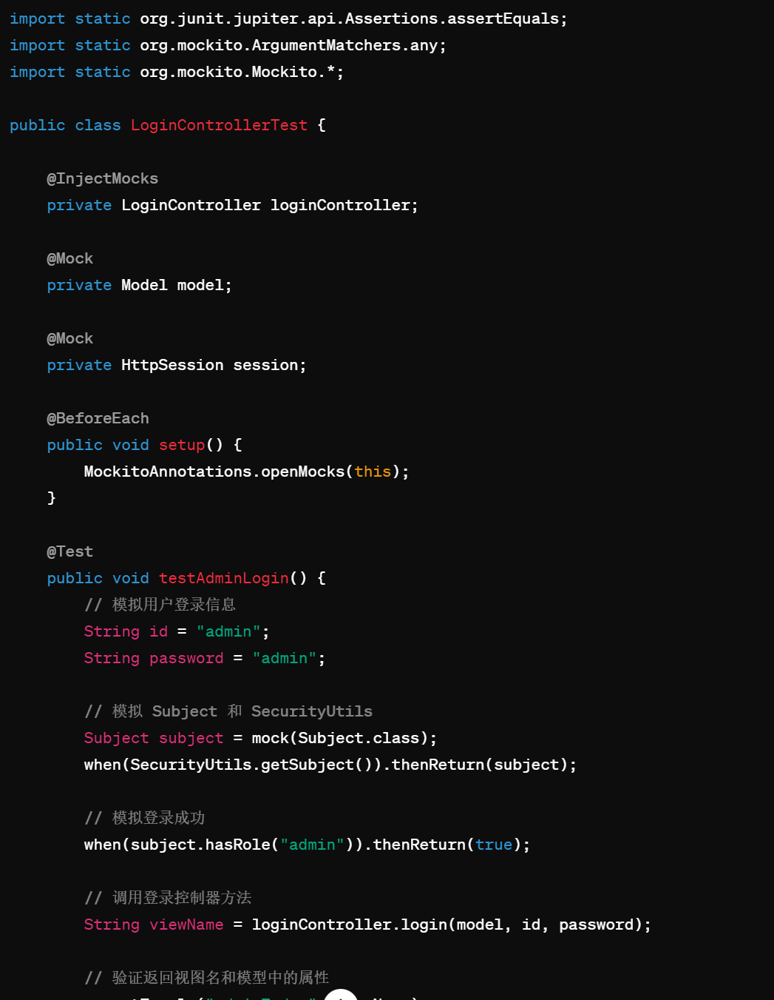 import static org.junit.jupiter.api.Assertions.assertEquals;
import static org.mockito.ArgumentMatchers.any;
import static org.mockito.Mockito.*;
public class LoginControllerTest {
@InjectMocks
private LoginController loginController;
@Mock
private Model model;
@Mock
private HttpSession session;
@BeforeEach
public void setup() {
MockitoAnnotations.openMocks(this);
}
@Test
public void testAdminLogin() {
// 模拟用户登录信息
String id = "admin";
String password = "admin";
// 模拟 Subject 和 SecurityUtils
Subject subject = mock(Subject.class);
when(SecurityUtils.getSubject()).thenReturn(subject);
// 模拟登录成功
when(subject.hasRole("admin")).thenReturn(true);
// 调用登录控制器方法
String viewName = loginController.login(model, id, password);
// 验证返回视图名和模型中的属性